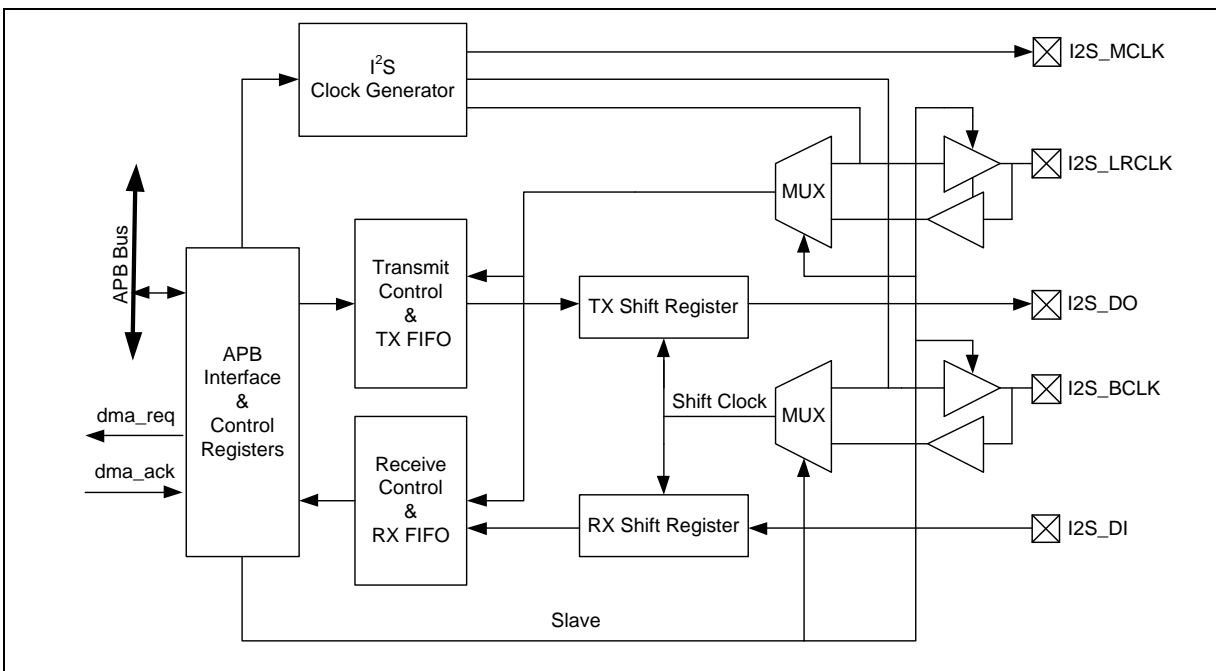 I²S
Clock Generator
I2S_MCLK
MUX
I2S_LRCLK
APB Bus
Transmit
Control
&
TX FIFO
TX Shift Register
I2S_DO
APB
Interface
&
Control
Registers
dma_req
dma_ack
Shift Clock
MUX
I2S_BCLK
Receive
Control
&
RX FIFO
RX Shift Register
I2S_DI
Slave